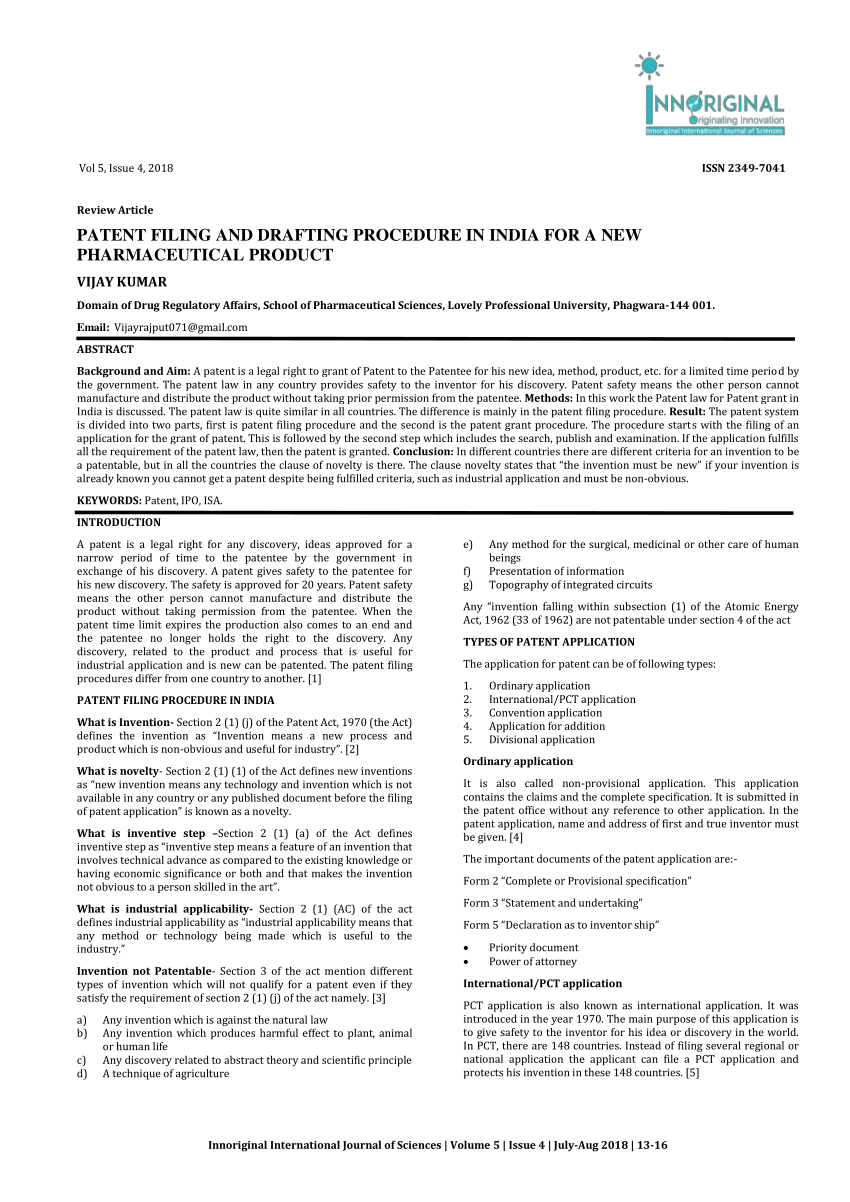 INNORIGINAL
Originating innovation
Innoriginal International Journal of Sciences
Vol 5, Issue 4, 2018
ISSN 2349-7041
Review Article
PATENT FILING AND DRAFTING PROCEDURE IN INDIA FOR A NEW
PHARMACEUTICAL PRODUCT
VIJAY KUMAR
Domain of Drug Regulatory Affairs, School of Pharmaceutical Sciences, Lovely Professional University, Phagwara-144 001.
Email: Vijayrajput071@gmail.com
ABSTRACT
Background and Aim: A patent is a legal right to grant of Patent to the Patentee for his new idea, method, product, etc. for a limited time period by
the government. The patent law in any country provides safety to the inventor for his discovery. Patent safety means the other person cannot
manufacture and distribute the product without taking prior permission from the patentee. Methods: In this work the Patent law for Patent grant in
India is discussed. The patent law is quite similar in all countries. The difference is mainly in the patent filing procedure. Result: The patent system
is divided into two parts, first is patent filing procedure and the second is the patent grant procedure. The procedure starts with the filing of an
application for the grant of patent. This is followed by the second step which includes the search, publish and examination. If the application fulfills
all the requirement of the patent law, then the patent is granted. Conclusion: In different countries there are different criteria for an invention to be
a patentable, but in all the countries the clause of novelty is there. The clause novelty states that “the invention must be new” if your invention is
already known you cannot get a patent despite being fulfilled criteria, such as industrial application and must be non-obvious.
KEYWORDS: Patent, IPO, ISA.
INTRODUCTION
A patent is a legal right for any discovery, ideas approved for a
narrow period of time to the patentee by the government in
exchange of his discovery. A patent gives safety to the patentee for
his new discovery. The safety is approved for 20 years. Patent safety
means the other person cannot manufacture and distribute the
product without taking permission from the patentee. When the
patent time limit expires the production also comes to an end and
the patentee no longer holds the right to the discovery. Any
discovery, related to the product and process that is useful for
industrial application and is new can be patented. The patent filing
procedures differ from one country to another. [1]
PATENT FILING PROCEDURE IN INDIA
What is Invention- Section 2 (1) (j) of the Patent Act, 1970 (the Act)
defines the invention as “Invention means a new process and
product which is non-obvious and useful for industry”. [2]
What is novelty- Section 2 (1) (1) of the Act defines new inventions
as “new invention means any technology and invention which is not
available in any country or any published document before the filing
of patent application” is known as a novelty.
What is inventive step –Section 2 (1) (a) of the Act defines
inventive step as “inventive step means a feature of an invention that
involves technical advance as compared to the existing knowledge or
having economic significance or both and that makes the invention
not obvious to a person skilled in the art”.
What is industrial applicability- Section 2 (1) (AC) of the act
defines industrial applicability as “industrial applicability means that
any method or technology being made which is useful to the
industry.”
Invention not Patentable- Section 3 of the act mention different
types of invention which will not qualify for a patent even if they
satisfy the requirement of section 2 (1) (j) of the act namely. [3]
a) Any invention which is against the natural law
b) Any invention which produces harmful effect to plant, animal
or human life
c) Any discovery related to abstract theory and scientific principle
d) A technique of agriculture
e) Any method for the surgical, medicinal or other care of human
beings
f) Presentation of information
g) Topography of integrated circuits
Any “invention falling within subsection (1) of the Atomic Energy
Act, 1962 (33 of 1962) are not patentable under section 4 of the act
TYPES OF PATENT APPLICATION
The application for patent can be of following types:
1. Ordinary application
2. International/PCT application
3. Convention application
4. Application for addition
5. Divisional application
Ordinary application
It is also called non-provisional application. This application
contains the claims and the complete specification. It is submitted in
the patent office without any reference to other application. In the
patent application, name and address of first and true inventor must
be given. [4]
The important documents of the patent application are:-
Form 2 “Complete or Provisional specification”
Form 3 “Statement and undertaking”
Form 5 “Declaration as to inventor ship”
• Priority document
• Power of attorney
International/PCT application
PCT application is also known as international application. It was
introduced in the year 1970. The main purpose of this application is
to give safety to the inventor for his idea or discovery in the world.
In PCT, there are 148 countries. Instead of filing several regional or
national application the applicant can file a PCT application and
protects his invention in these 148 countries. [5]
Innoriginal International Journal of Sciences | Volume 5 | Issue 4 | July-Aug 2018 | 13-16